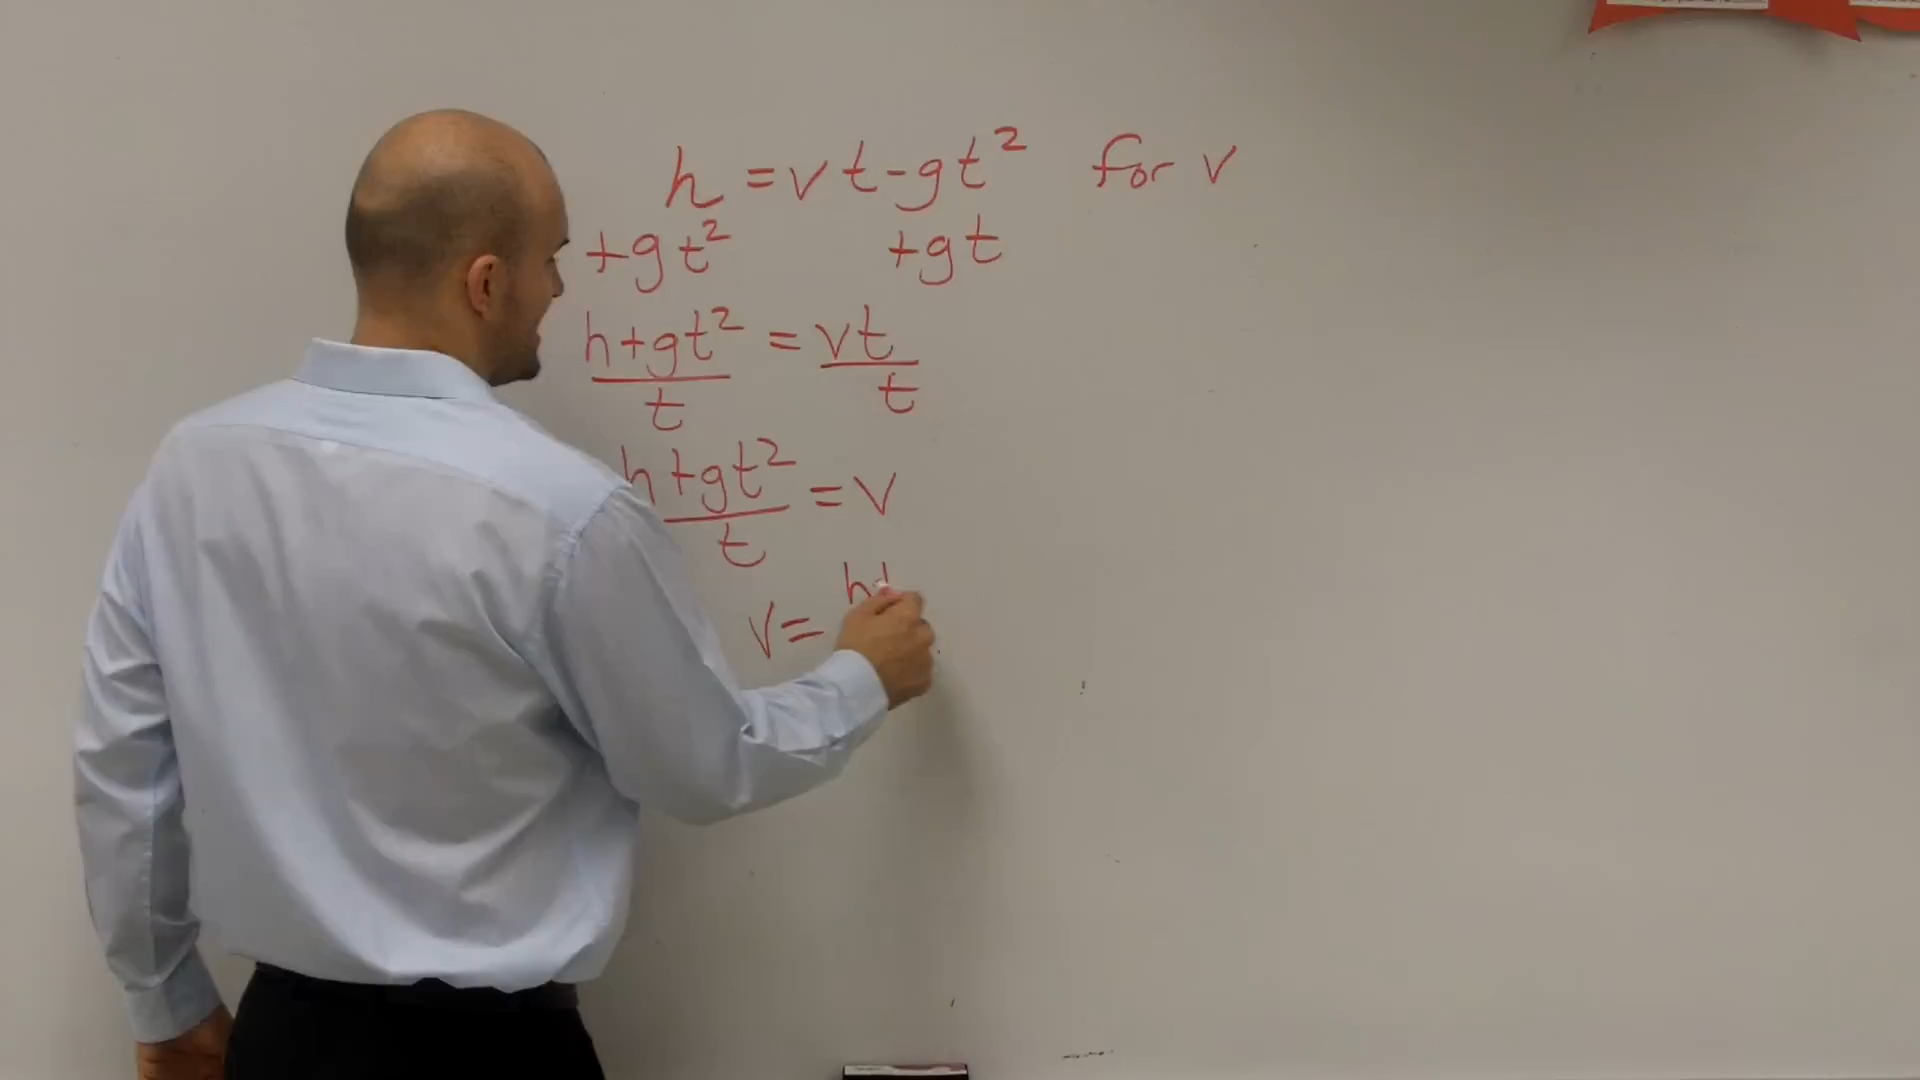 h = vt - gt² for v
+gt² +gt
h+gt² = vt
t t
h+gt² = v
t
v = h+